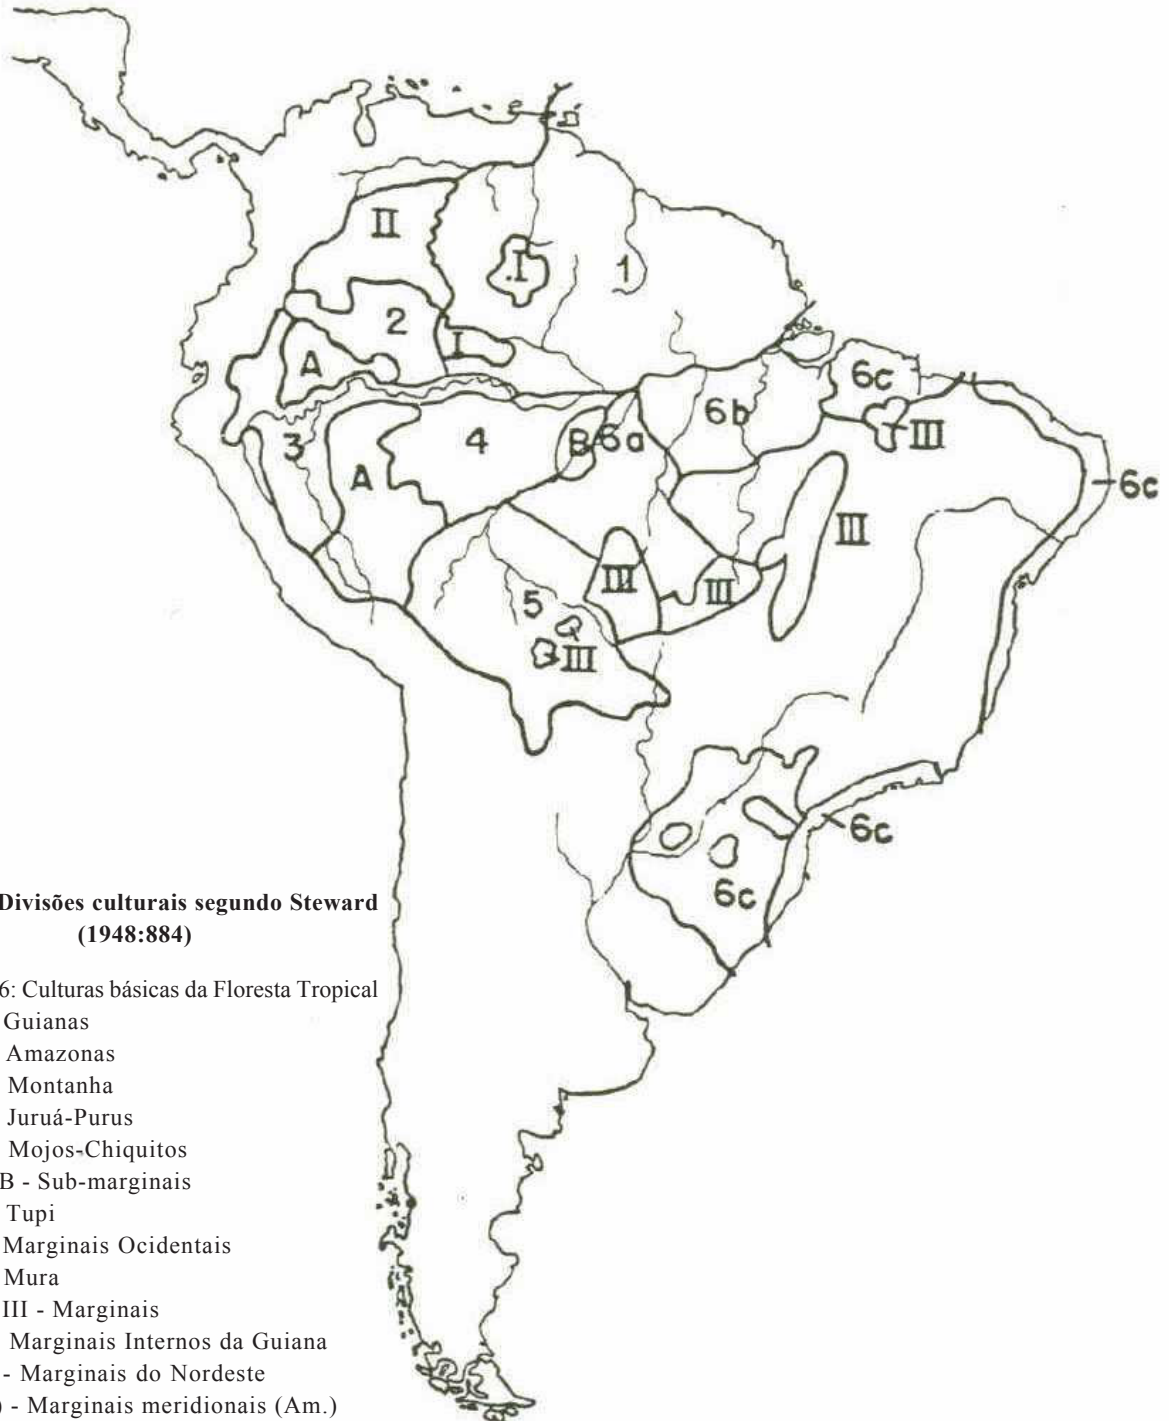 II
I
1
2
I
A
6c
III
6b
3
4
B
6a
A
6c
III
III
III
5
III
6c
6c
Divisões culturais segundo Steward
(1948:884)
6: Culturas básicas da Floresta Tropical
Guianas
Amazonas
Montanha
Juruá-Purus
Mojos-Chiquitos
B - Sub-marginais
Tupi
Marginais Ocidentais
Mura
III - Marginais
Marginais Internos da Guiana
- Marginais do Nordeste
) - Marginais meridionais (Am.)